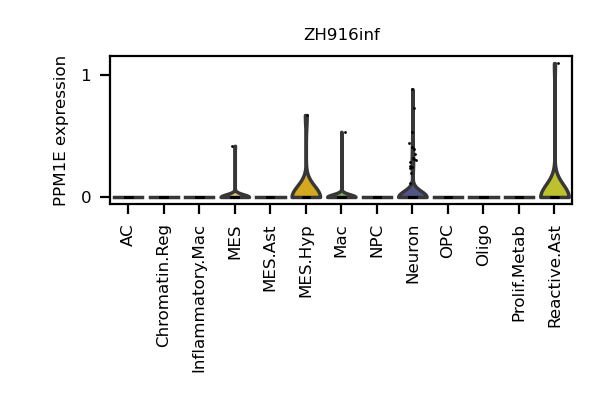 ZH916inf
PPM1E expression
1
0
AC
Chromatin.Reg
Inflammatory.Mac
MES
MES.Ast
MES.Hyp
Mac
NPC
Neuron
OPC
Oligo
Prolif.Metab
Reactive.Ast